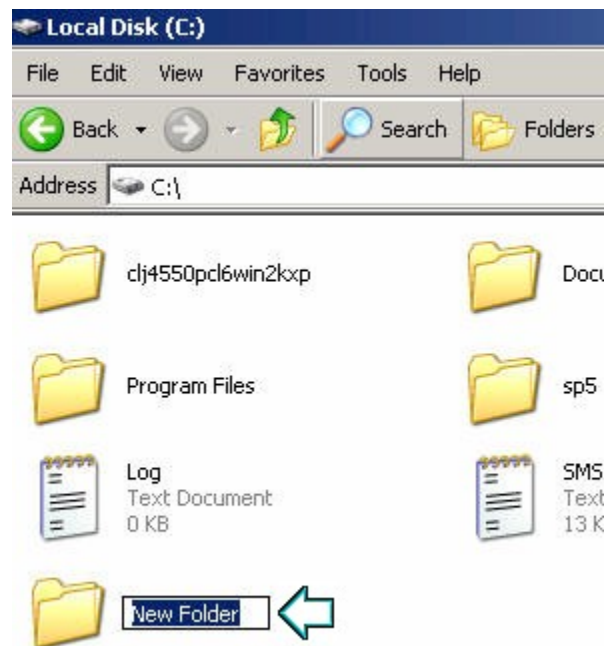 Local Disk (C:)
File Edit View Favorites Tools Help
Back Search Folders
Address C:\
clj4550pcl6win2kxp
Docu
Program Files
sp5
Log
Text Document
0 KB
SMS
Text
13 K
New Folder